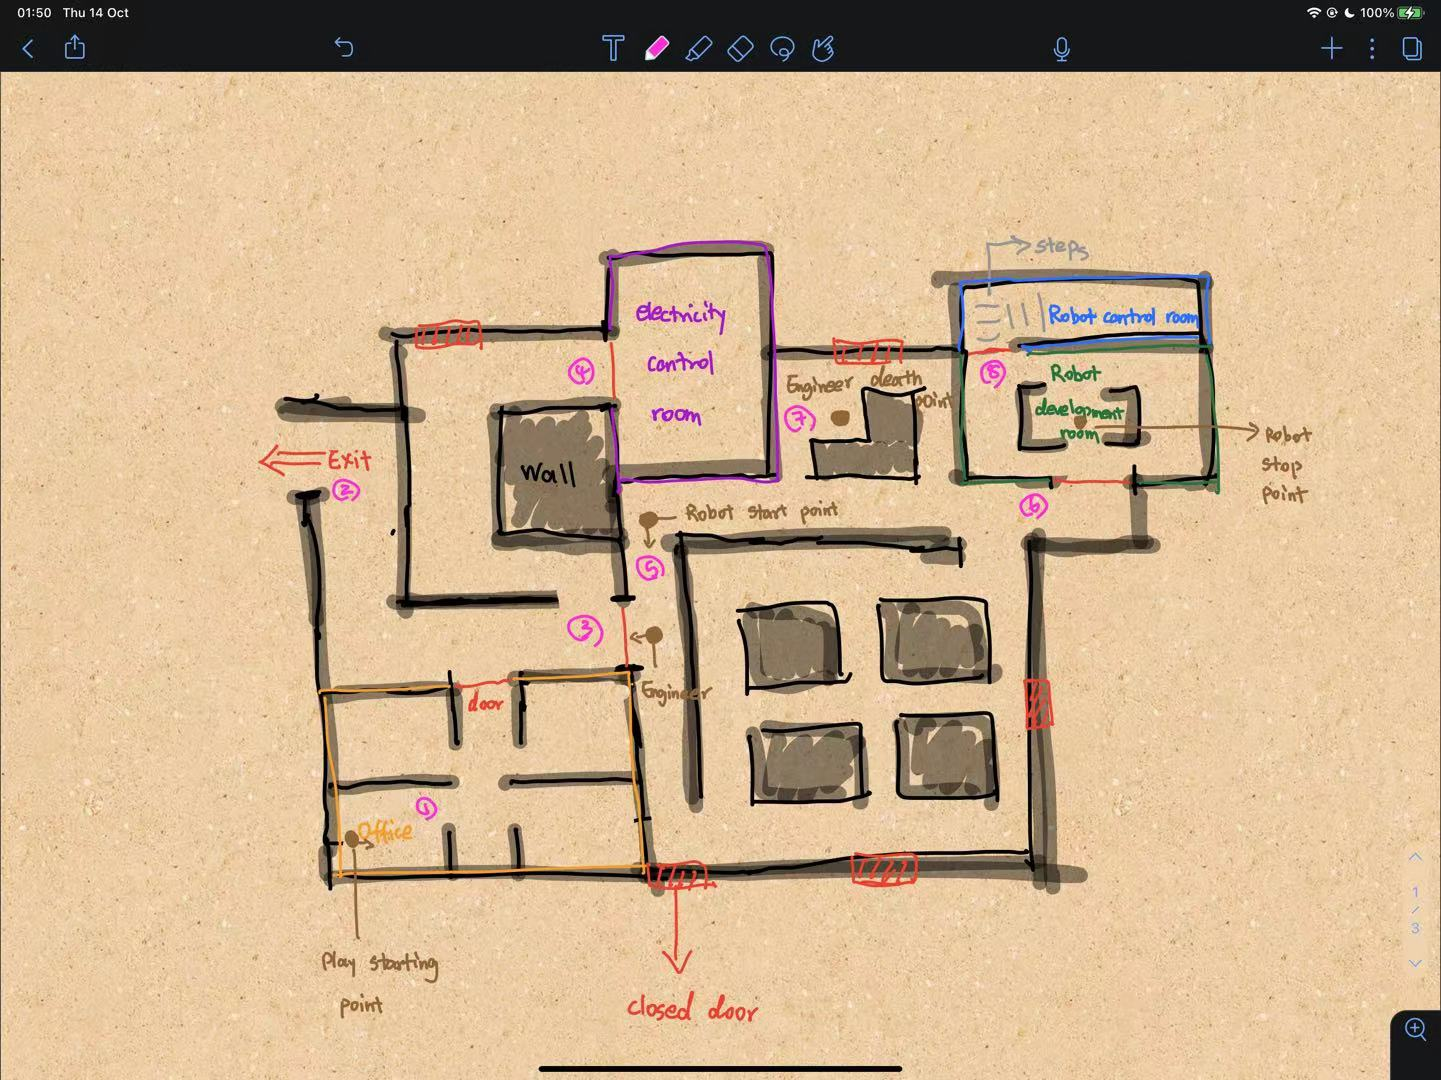 01:50 Thu 14 Oct
100%
T
steps
electricity
control
room
Robot control room
④
⑧
Engineer death
point
Robot
development
room
⑦
Robot
stop
point
wall
Exit
②
⑥
Robot start point
⑤
③
Engineer
door
①
Office
Play starting
point
closed door
1
/
3